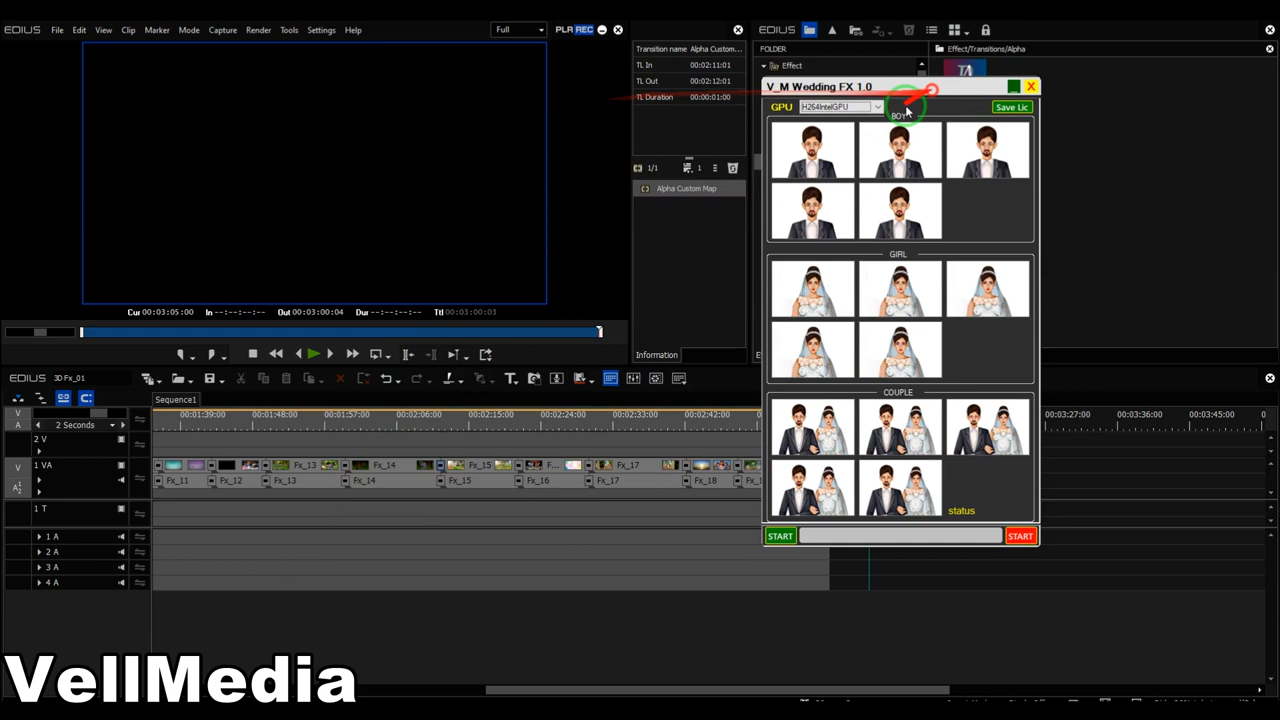 EDIUS File Edit View Clip Marker Mode Capture Render Tools Settings Help Full PLR REC
Cur 00:03:05:00 In --:--:--:-- Out 00:03:00:04 Dur --:--:--:-- Ttl 00:03:00:03
Transition name Alpha Custom...
TL In 00:02:11:01
TL Out 00:02:12:01
TL Duration 00:00:01:00
1/1 1
Alpha Custom Map
Information
EDIUS
FOLDER Effect/Transitions/Alpha
Effect
V_M Wedding FX 1.0 X
GPU H264IntelGPU Save Lic
BOY
GIRL
COUPLE
status
START START
EDIUS 3D Fx_01
Sequence1
V A 2 Seconds
00:01:39:00 00:01:48:00 00:01:57:00 00:02:06:00 00:02:15:00 00:02:24:00 00:02:33:00 00:02:42:00 00:03:27:00 00:03:36:00 00:03:45:00
2 V
V 1 VA Fx_13 Fx_14 Fx_15 F... Fx_17
A1 Fx_11 Fx_12 Fx_13 Fx_14 Fx_15 Fx_16 Fx_17 Fx_18
1 T
1 A
2 A
3 A
4 A
VellMedia